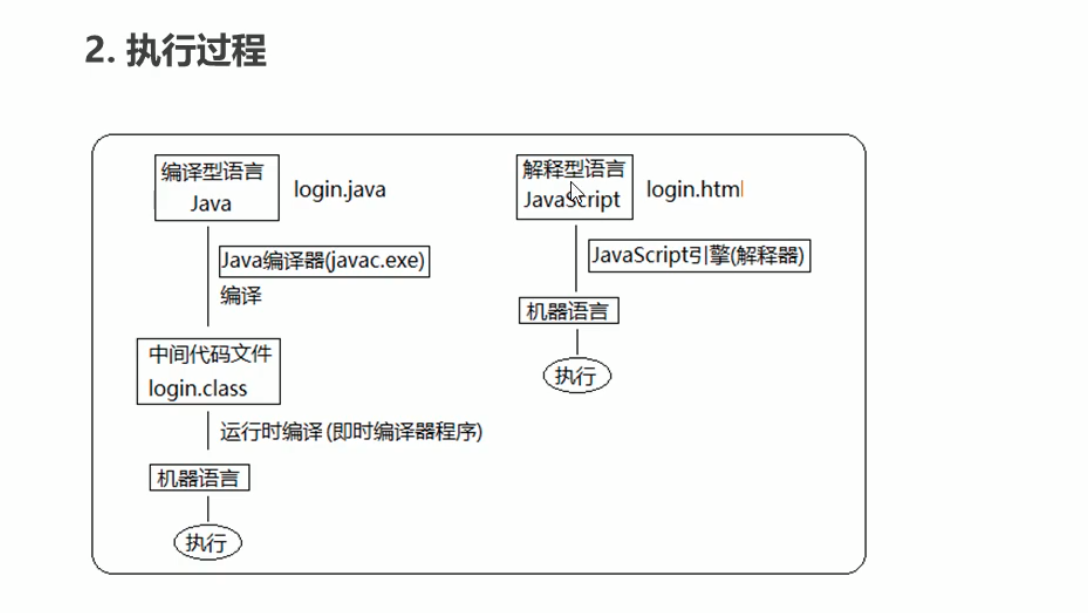 2. 执行过程
编译型语言
Java
login.java
Java编译器(javac.exe)
编译
中间代码文件
login.class
运行时编译(即时编译器程序)
机器语言
执行
解释型语言
JavaScript
login.html
JavaScript引擎(解释器)
机器语言
执行